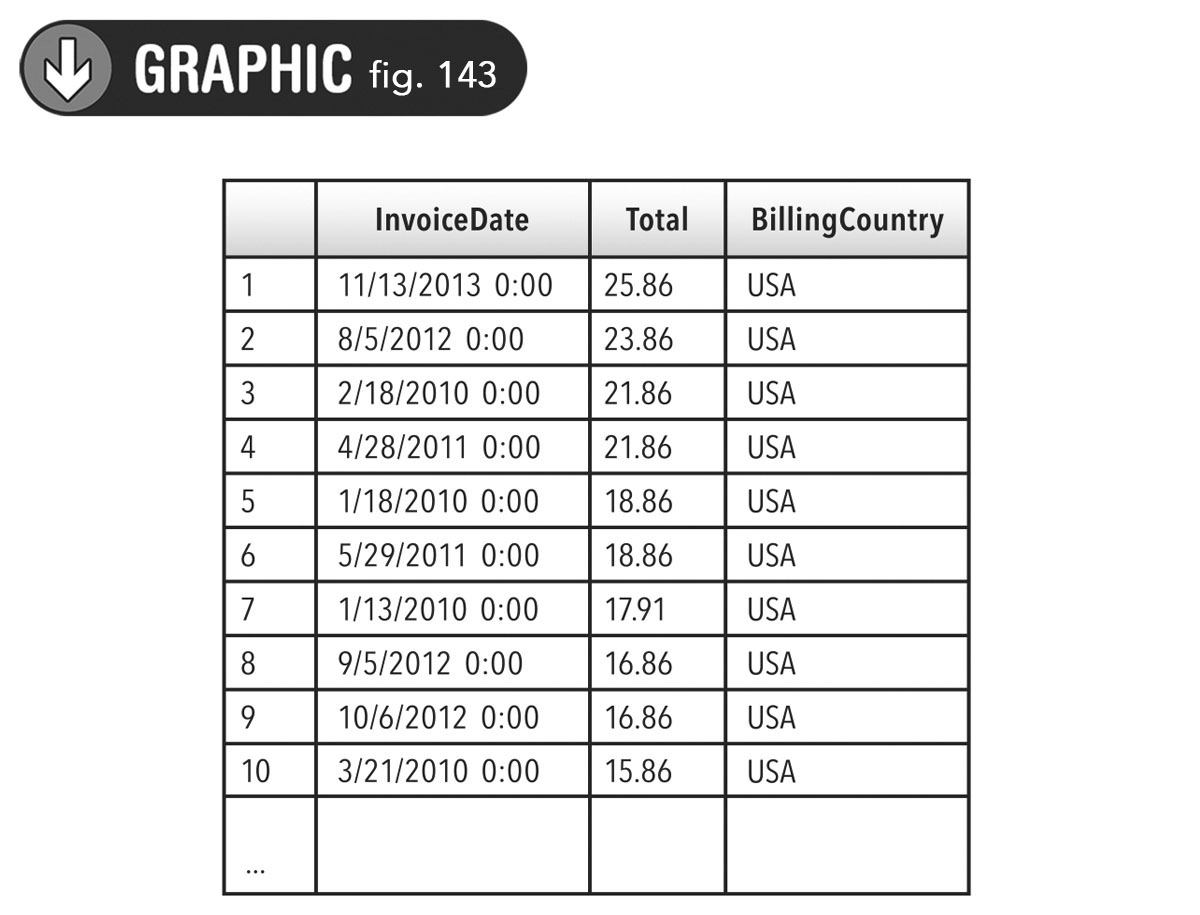 GRAPHIC fig. 143
InvoiceDate Total BillingCountry
1 11/13/2013 0:00 25.86 USA
2 8/5/2012 0:00 23.86 USA
3 2/18/2010 0:00 21.86 USA
4 4/28/2011 0:00 21.86 USA
5 1/18/2010 0:00 18.86 USA
6 5/29/2011 0:00 18.86 USA
7 1/13/2010 0:00 17.91 USA
8 9/5/2012 0:00 16.86 USA
9 10/6/2012 0:00 16.86 USA
10 3/21/2010 0:00 15.86 USA
...